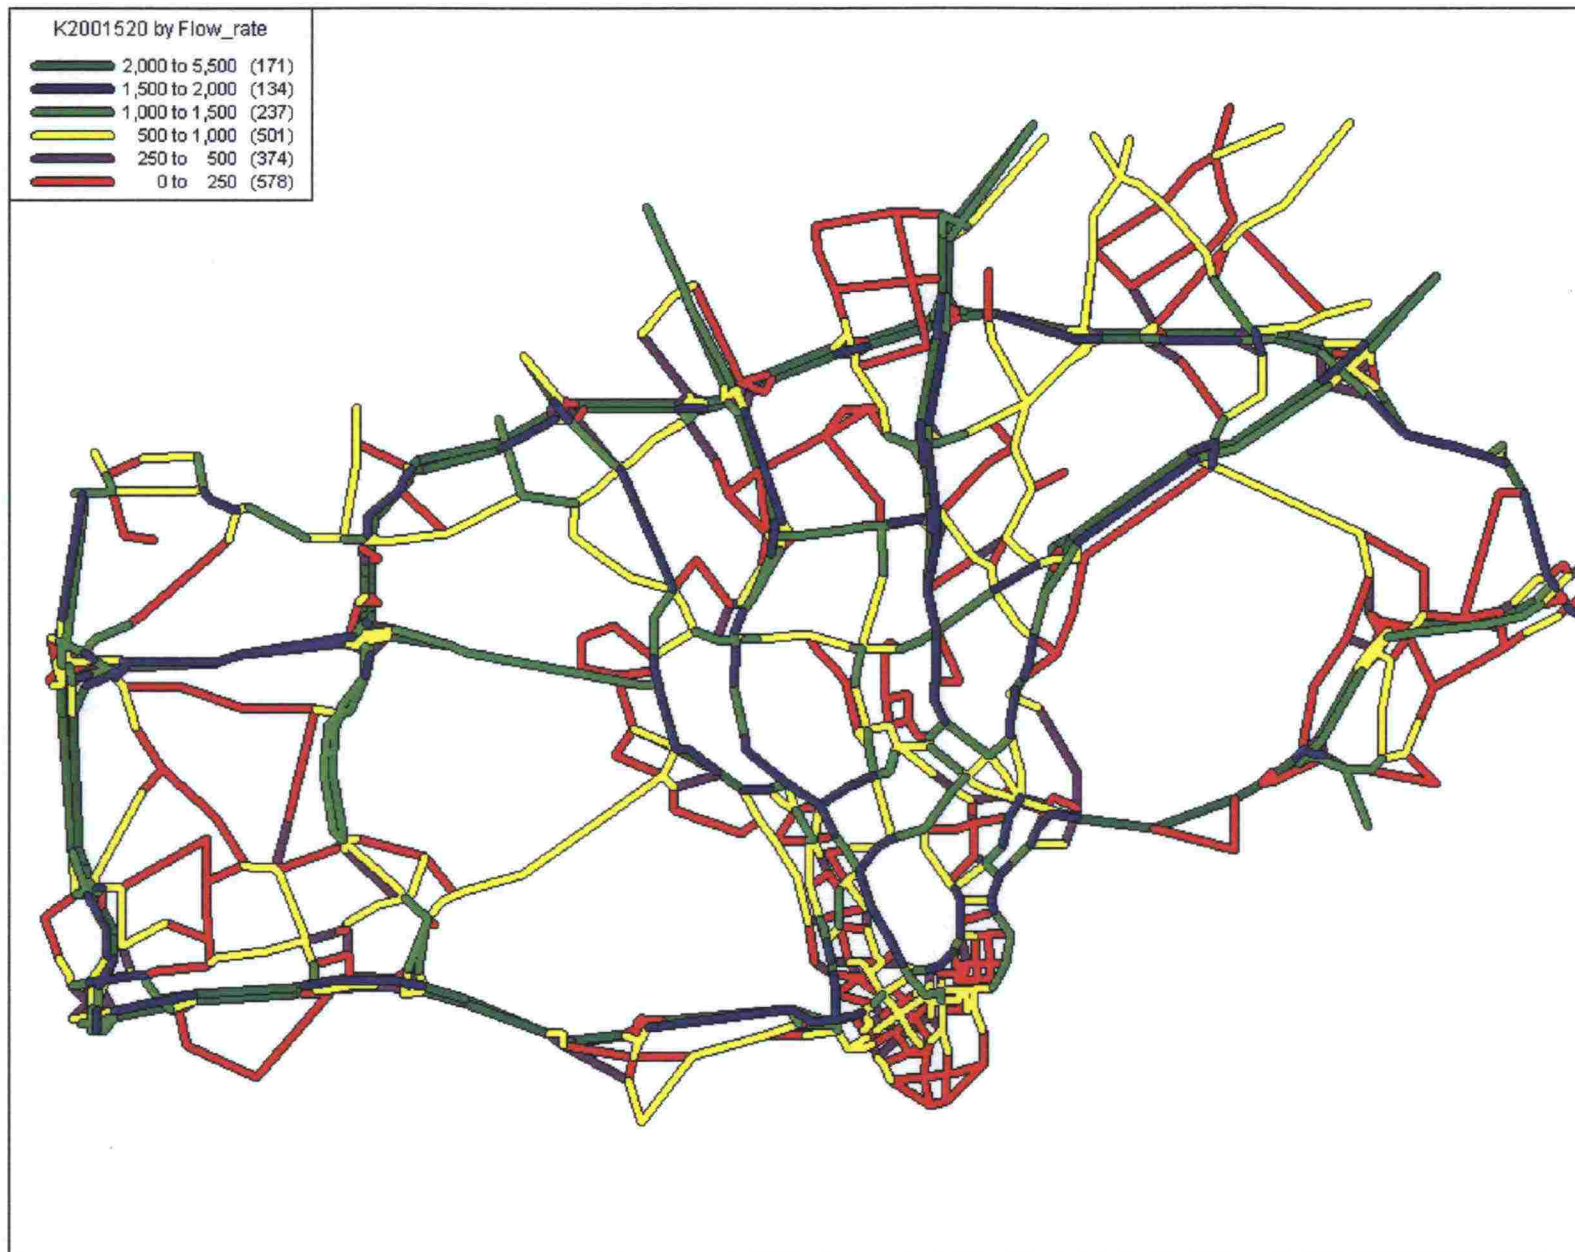 K2001520 by Flow_rate
2,000 to 5,500 (171)
1,500 to 2,000 (134)
1,000 to 1,500 (237)
500 to 1,000 (501)
250 to 500 (374)
0 to 250 (578)